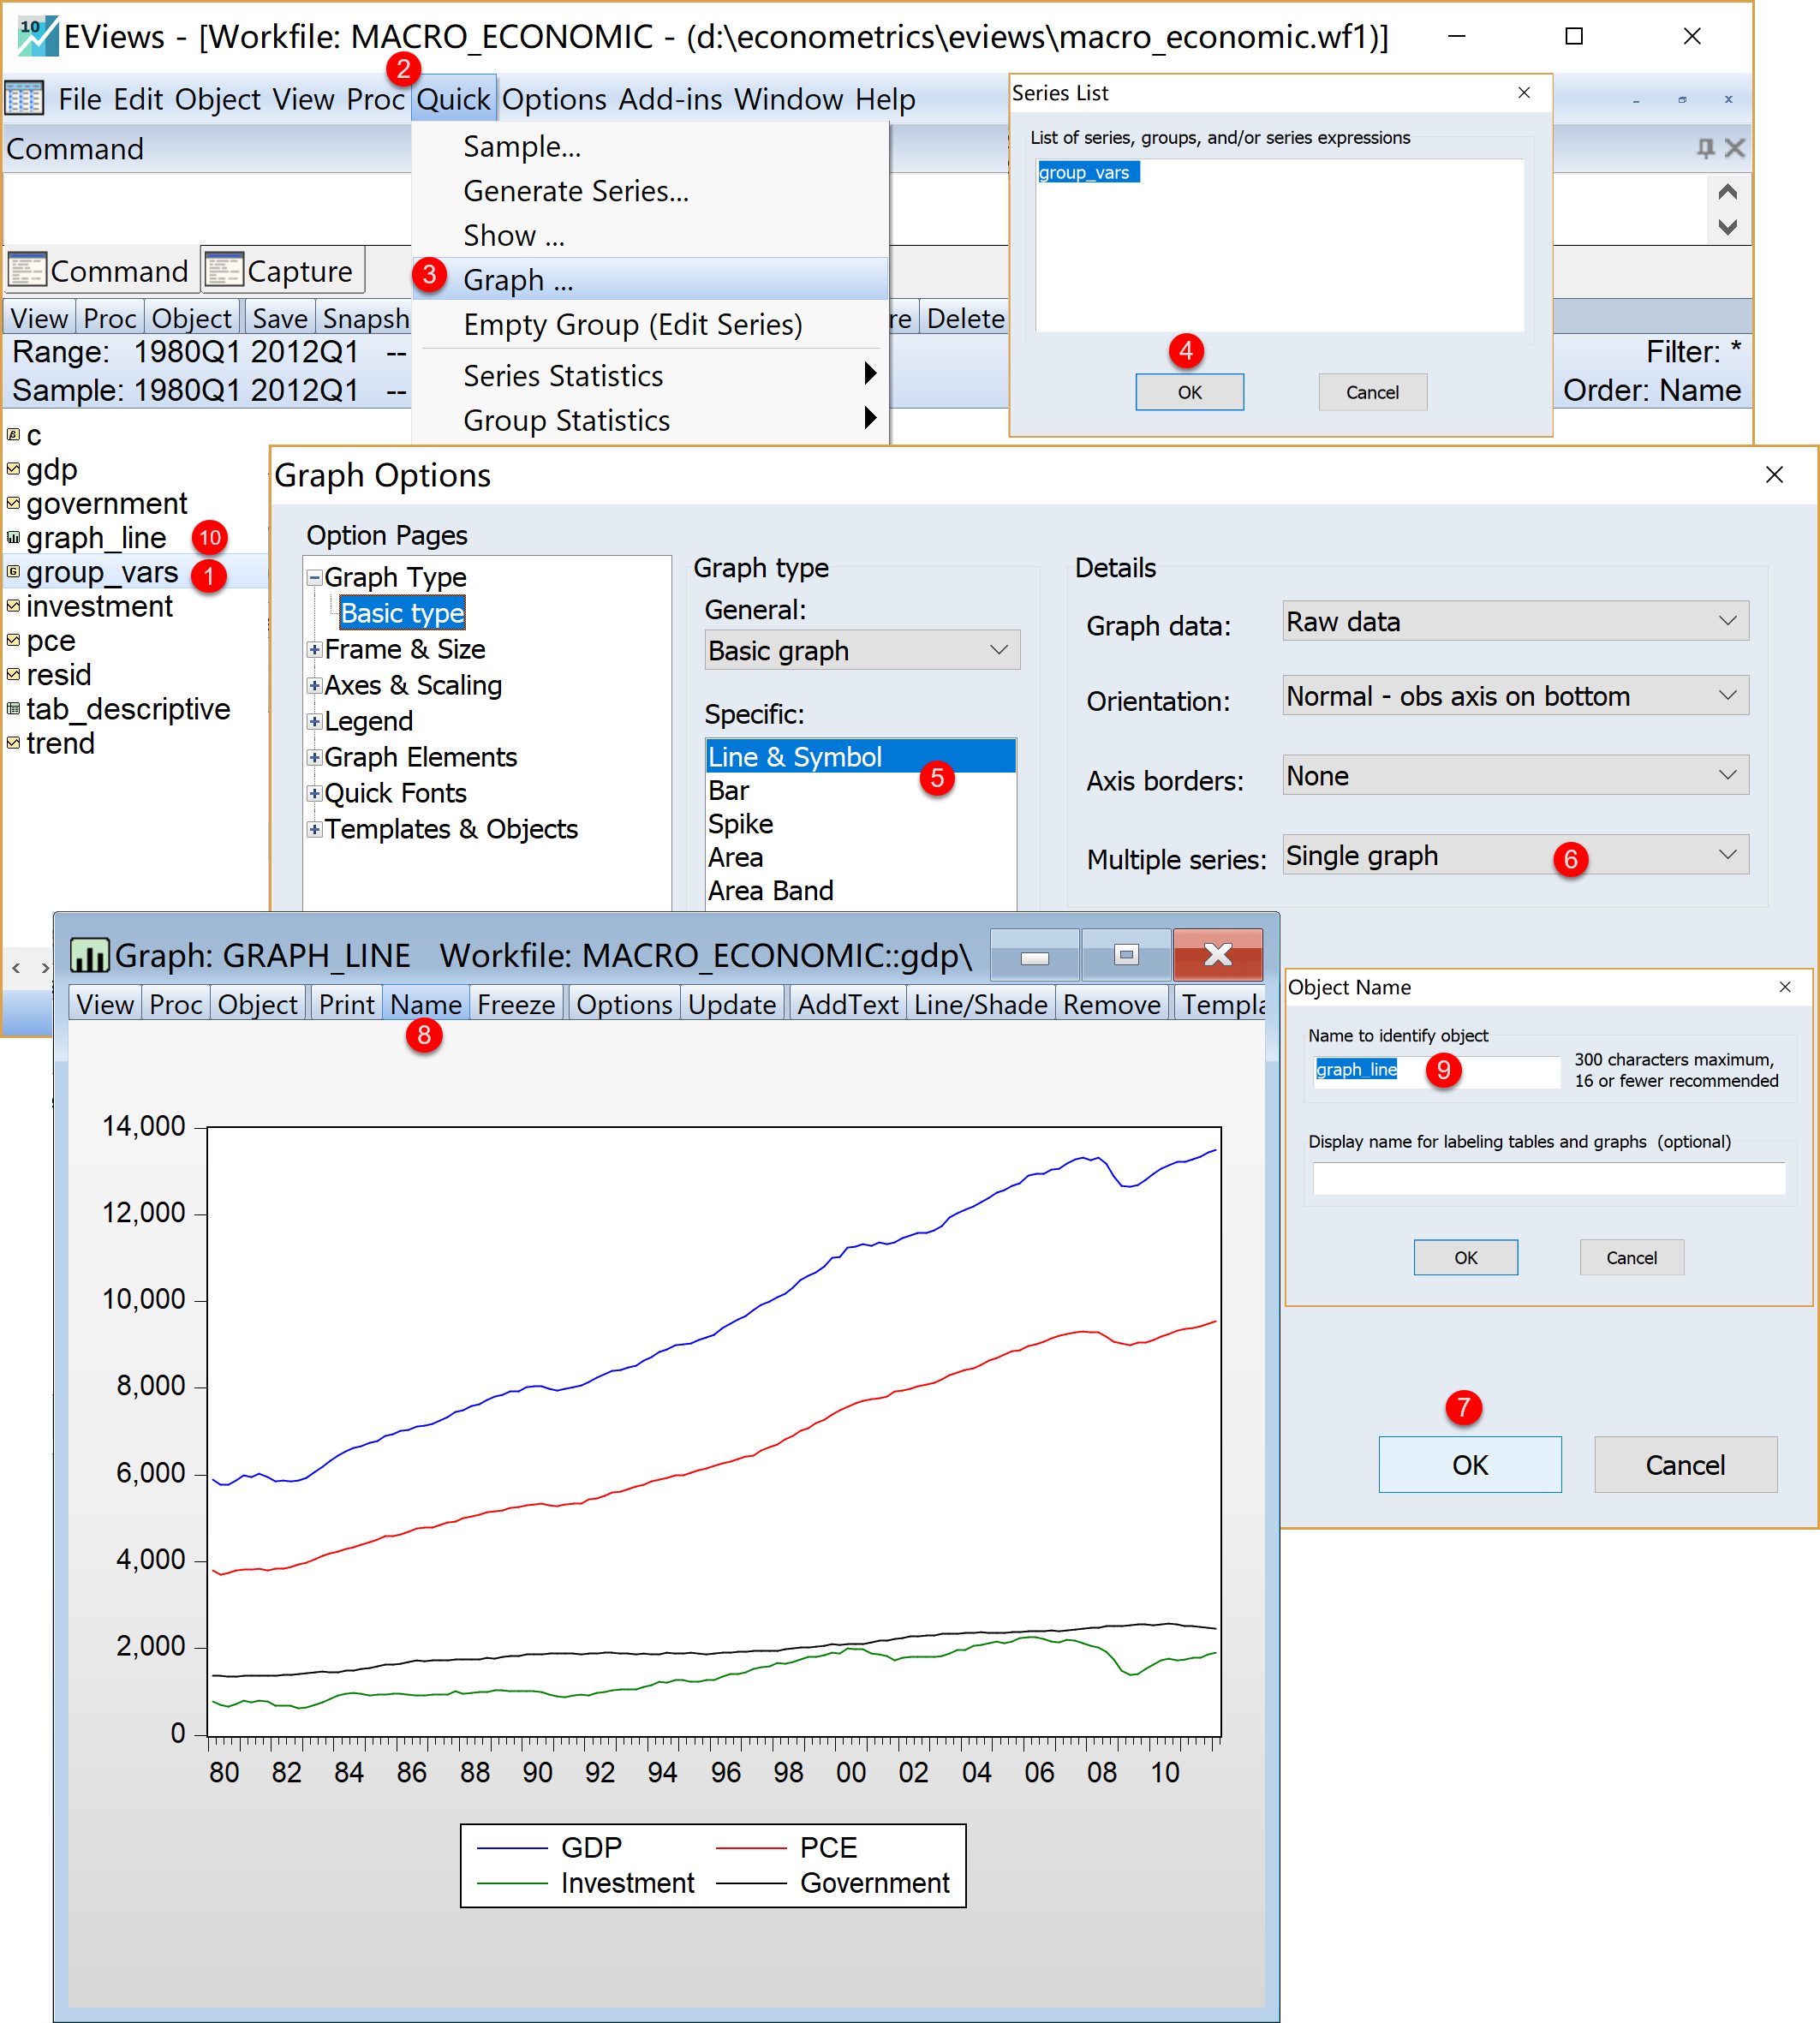 10 EViews - [Workfile: MACRO_ECONOMIC - (d:\econometrics\eviews\macro_economic.wf1)]
2
File Edit Object View Proc Quick Options Add-ins Window Help
Command
Sample...
Generate Series...
Show ...
3 Graph ...
Empty Group (Edit Series)
Series Statistics
Group Statistics
Series List
List of series, groups, and/or series expressions
group_vars
4
OK Cancel
Command Capture
View Proc Object Save Snapsh re Delete
Range: 1980Q1 2012Q1 -- Filter: *
Sample: 1980Q1 2012Q1 -- Order: Name
c
gdp
government
graph_line 10
group_vars 1
investment
pce
resid
tab_descriptive
trend
Graph Options
Option Pages
Graph Type
Basic type
Frame & Size
Axes & Scaling
Legend
Graph Elements
Quick Fonts
Templates & Objects
Graph type
General:
Basic graph
Specific:
Line & Symbol
5
Bar
Spike
Area
Area Band
Details
Graph data: Raw data
Orientation: Normal - obs axis on bottom
Axis borders: None
Multiple series: Single graph 6
Graph: GRAPH_LINE Workfile: MACRO_ECONOMIC::gdp\
View Proc Object Print Name Freeze Options Update AddText Line/Shade Remove Templa
8
14,000
12,000
10,000
8,000
6,000
4,000
2,000
0
80 82 84 86 88 90 92 94 96 98 00 02 04 06 08 10
GDP PCE
Investment Government
Object Name
Name to identify object
graph_line 9
300 characters maximum,
16 or fewer recommended
Display name for labeling tables and graphs (optional)
OK Cancel
7
OK Cancel